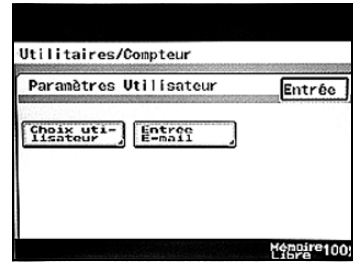 Utilitaires/Compteur
Paramètres Utilisateur
Entrée
Choix uti-
lisateur
Entrée
E-mail
Mémoire
Libre 100%